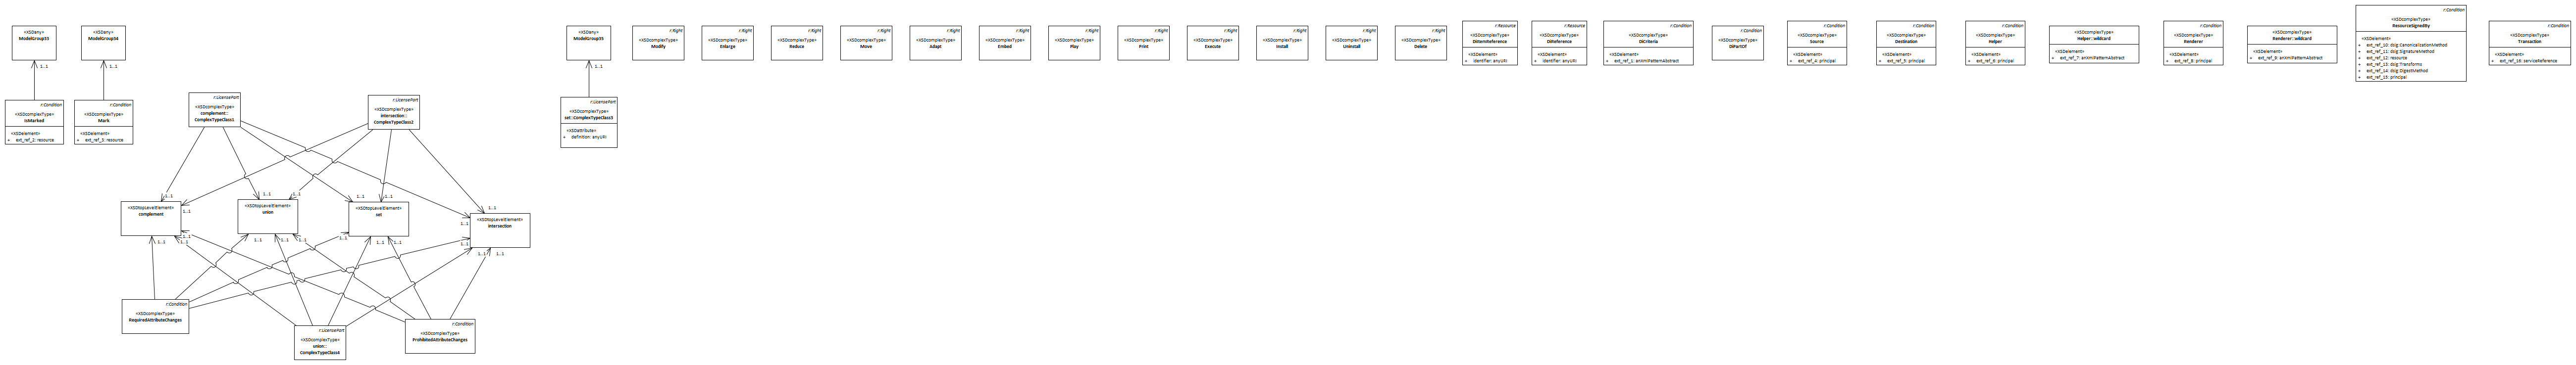 «XSDany»
ModelGroup33
1..1
r:Condition
«XSDcomplexType»
IsMarked
«XSDelement»
+ ext_ref_2: resource
«XSDany»
ModelGroup34
1..1
r:Condition
«XSDcomplexType»
Mark
«XSDelement»
+ ext_ref_3: resource
r:LicensePart
«XSDcomplexType»
complement::
ComplexTypeClass1
r:LicensePart
«XSDcomplexType»
intersection::
ComplexTypeClass2
1..1
1..1
1..1
1..1
1..1
1..1
1..1
1..1
«XSDtopLevelElement»
complement
«XSDtopLevelElement»
union
«XSDtopLevelElement»
set
«XSDtopLevelElement»
intersection
1..1
1..1
1..1
1..1
1..1
1..1
1..1
1..1
1..1
1..1
1..1
1..1
r:Condition
«XSDcomplexType»
RequiredAttributeChanges
r:LicensePart
«XSDcomplexType»
union::
ComplexTypeClass4
r:Condition
«XSDcomplexType»
ProhibitedAttributeChanges
«XSDany»
ModelGroup35
1..1
r:LicensePart
«XSDcomplexType»
set::ComplexTypeClass3
«XSDattribute»
+ definition: anyURI
r:Right
«XSDcomplexType»
Modify
r:Right
«XSDcomplexType»
Enlarge
r:Right
«XSDcomplexType»
Reduce
r:Right
«XSDcomplexType»
Move
r:Right
«XSDcomplexType»
Adapt
r:Right
«XSDcomplexType»
Embed
r:Right
«XSDcomplexType»
Play
r:Right
«XSDcomplexType»
Print
r:Right
«XSDcomplexType»
Execute
r:Right
«XSDcomplexType»
Install
r:Right
«XSDcomplexType»
Uninstall
r:Right
«XSDcomplexType»
Delete
r:Resource
«XSDcomplexType»
DiItemReference
«XSDelement»
+ identifier: anyURI
r:Resource
«XSDcomplexType»
DiReference
«XSDelement»
+ identifier: anyURI
r:Condition
«XSDcomplexType»
DiCriteria
«XSDelement»
+ ext_ref_1: anXmlPatternAbstract
r:Condition
«XSDcomplexType»
DiPartOf
r:Condition
«XSDcomplexType»
Source
«XSDelement»
+ ext_ref_4: principal
r:Condition
«XSDcomplexType»
Destination
«XSDelement»
+ ext_ref_5: principal
r:Condition
«XSDcomplexType»
Helper
«XSDelement»
+ ext_ref_6: principal
«XSDcomplexType»
Helper::wildcard
«XSDelement»
+ ext_ref_7: anXmlPatternAbstract
r:Condition
«XSDcomplexType»
Renderer
«XSDelement»
+ ext_ref_8: principal
«XSDcomplexType»
Renderer::wildcard
«XSDelement»
+ ext_ref_9: anXmlPatternAbstract
r:Condition
«XSDcomplexType»
ResourceSignedBy
«XSDelement»
+ ext_ref_10: dsig:CanonicalizationMethod
+ ext_ref_11: dsig:SignatureMethod
+ ext_ref_12: resource
+ ext_ref_13: dsig:Transforms
+ ext_ref_14: dsig:DigestMethod
+ ext_ref_15: principal
r:Condition
«XSDcomplexType»
Transaction
«XSDelement»
+ ext_ref_16: serviceReference